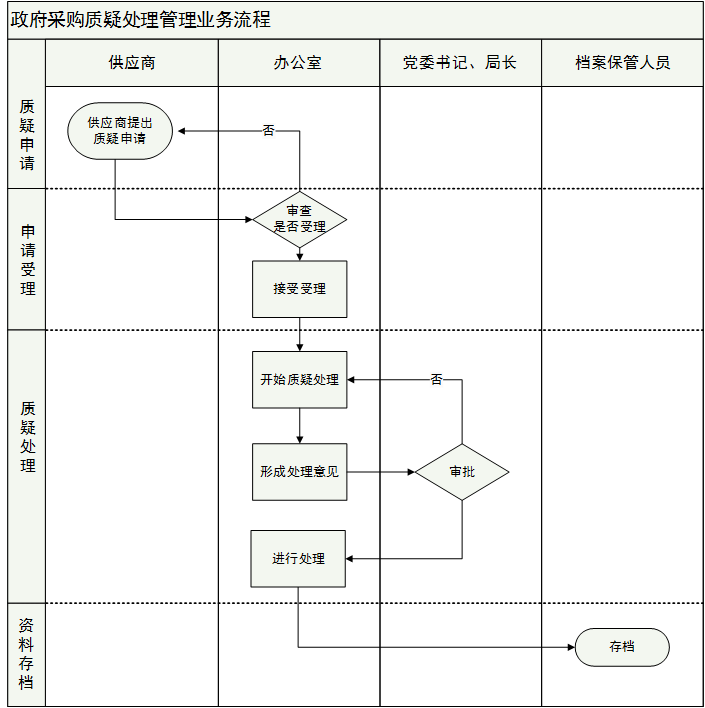 政府采购质疑处理管理业务流程
供应商
办公室
党委书记、局长
档案保管人员
质疑申请
供应商提出
质疑申请
否
申请受理
审查
是否受理
接受受理
质疑处理
开始质疑处理
否
形成处理意见
审批
进行处理
资料存档
存档